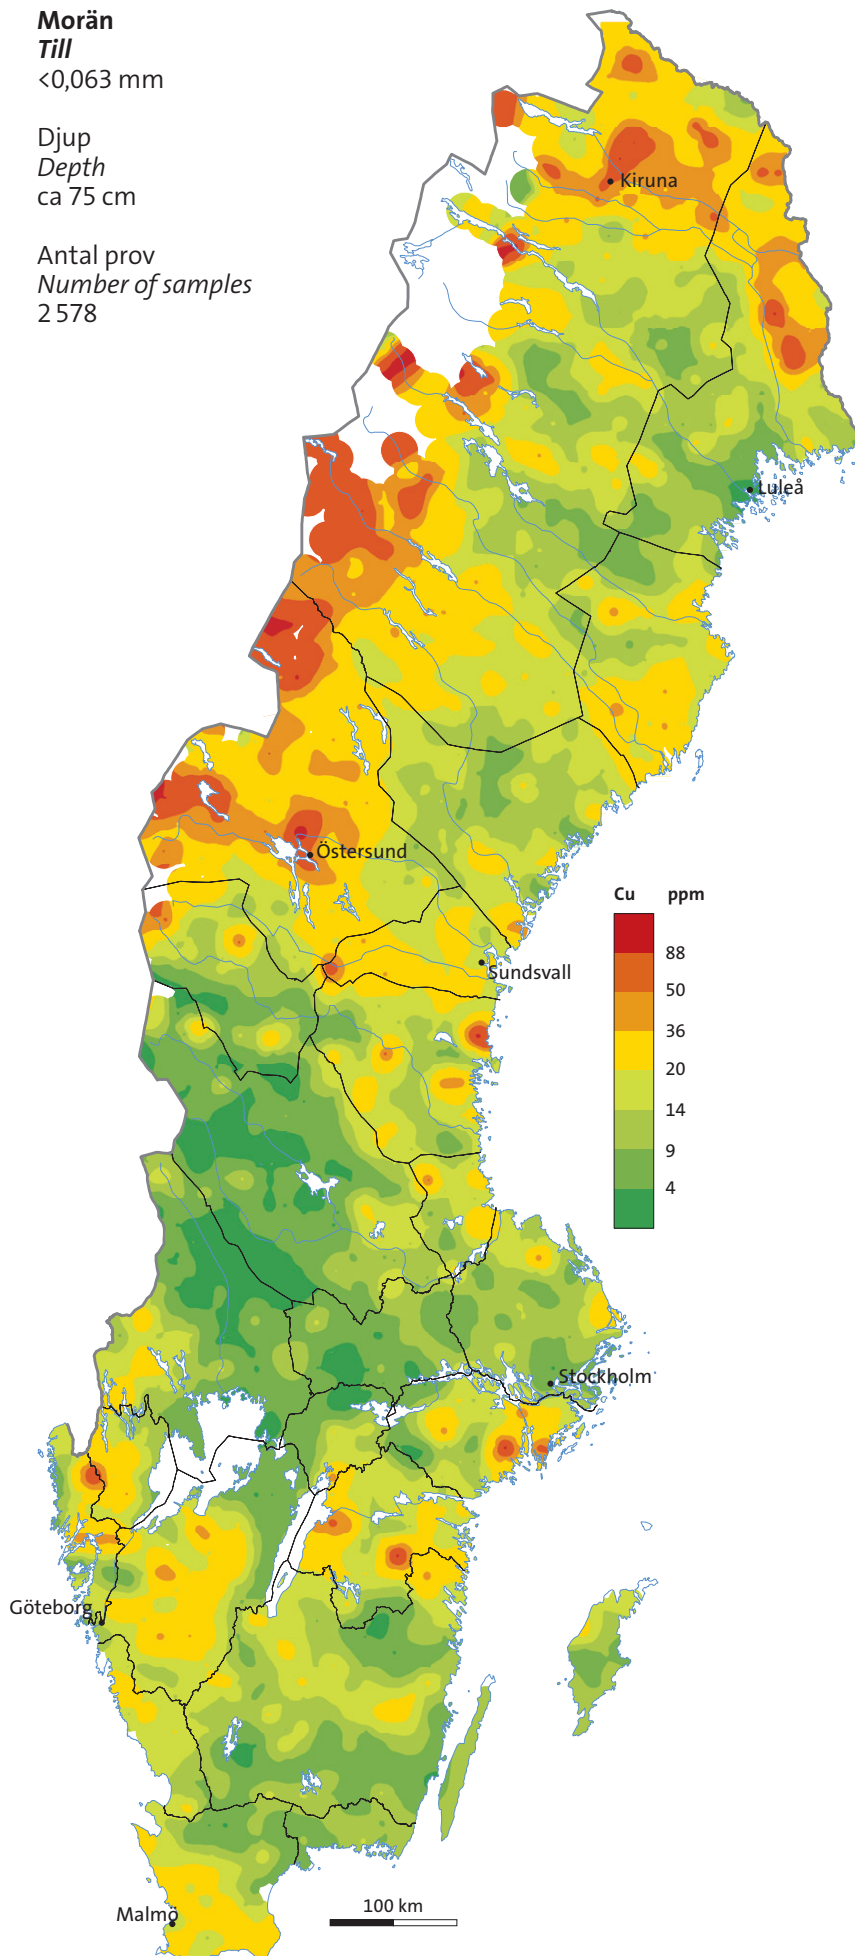 Morän
Till
<0,063 mm
Djup
Depth
ca 75 cm
Antal prov
Number of samples
2 578
Kiruna
Luleå
Östersund
Cu ppm
88
50
36
20
14
9
4
Sundsvall
Stockholm
Göteborg
Malmö
100 km